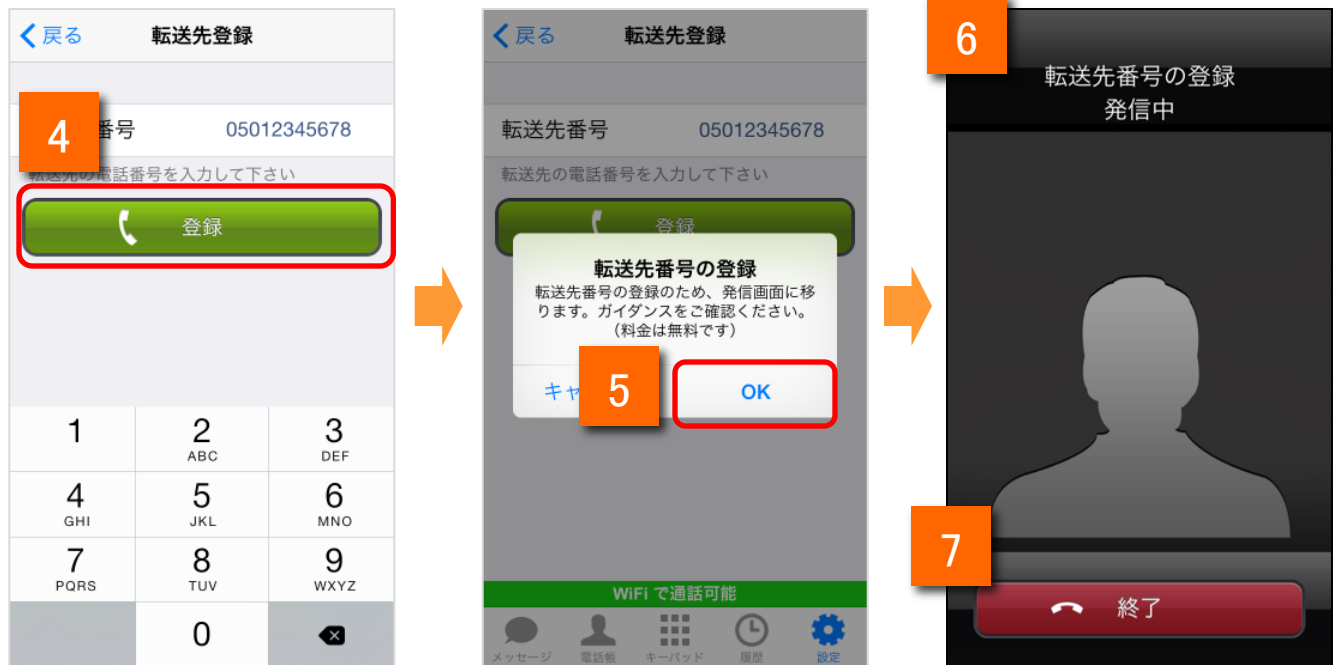 戻る 転送先登録
4
番号 05012345678
転送先の電話番号を入力して下さい
登録
1
2
ABC
3
DEF
4
GHI
5
JKL
6
MNO
7
PQRS
8
TUV
9
WXYZ
0
戻る 転送先登録
転送先番号 05012345678
転送先の電話番号を入力して下さい
登録
転送先番号の登録
転送先番号の登録のため、発信画面に移
ります。ガイダンスをご確認ください。
(料金は無料です)
キャ
5
OK
WiFi で通話可能
メッセージ 電話帳 キーパッド 履歴 設定
6
転送先番号の登録
発信中
7
終了